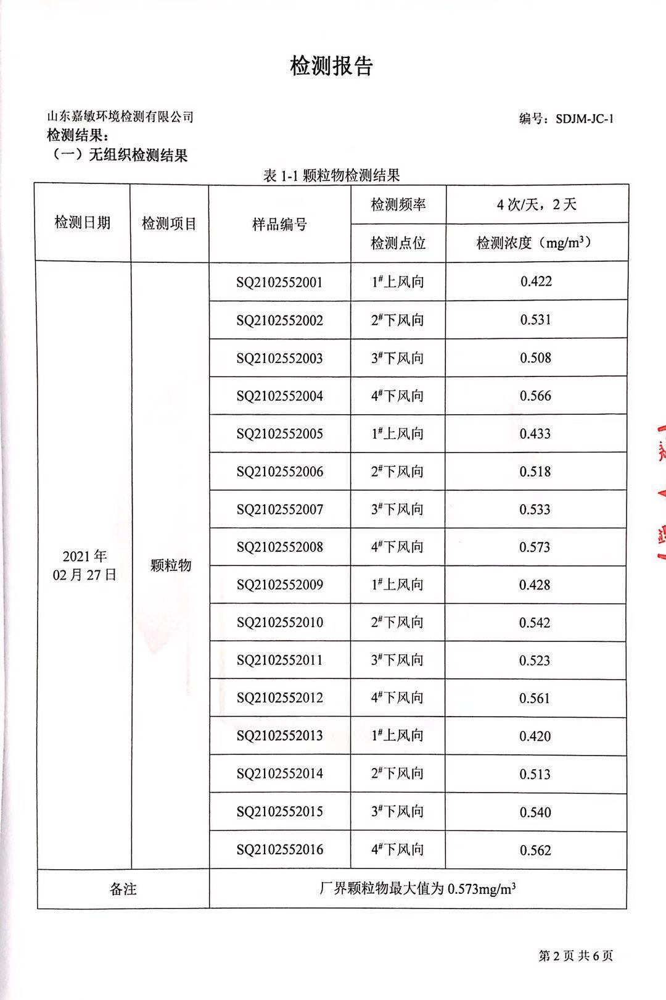 检测报告
山东嘉敏环境检测有限公司 编号：SDJM-JC-1
检测结果：
（一）无组织检测结果
表 1-1 颗粒物检测结果
检测日期 检测项目 样品编号 检测频率 4 次/天，2 天
检测点位 检测浓度（mg/m³）
SQ2102552001 1#上风向 0.422
SQ2102552002 2#下风向 0.531
SQ2102552003 3#下风向 0.508
SQ2102552004 4#下风向 0.566
SQ2102552005 1#上风向 0.433
SQ2102552006 2#下风向 0.518
SQ2102552007 3#下风向 0.533
SQ2102552008 4#下风向 0.573
2021 年
02 月 27 日
颗粒物
SQ2102552009 1#上风向 0.428
SQ2102552010 2#下风向 0.542
SQ2102552011 3#下风向 0.523
SQ2102552012 4#下风向 0.561
SQ2102552013 1#上风向 0.420
SQ2102552014 2#下风向 0.513
SQ2102552015 3#下风向 0.540
SQ2102552016 4#下风向 0.562
备注 厂界颗粒物最大值为 0.573mg/m³
第 2 页 共 6 页